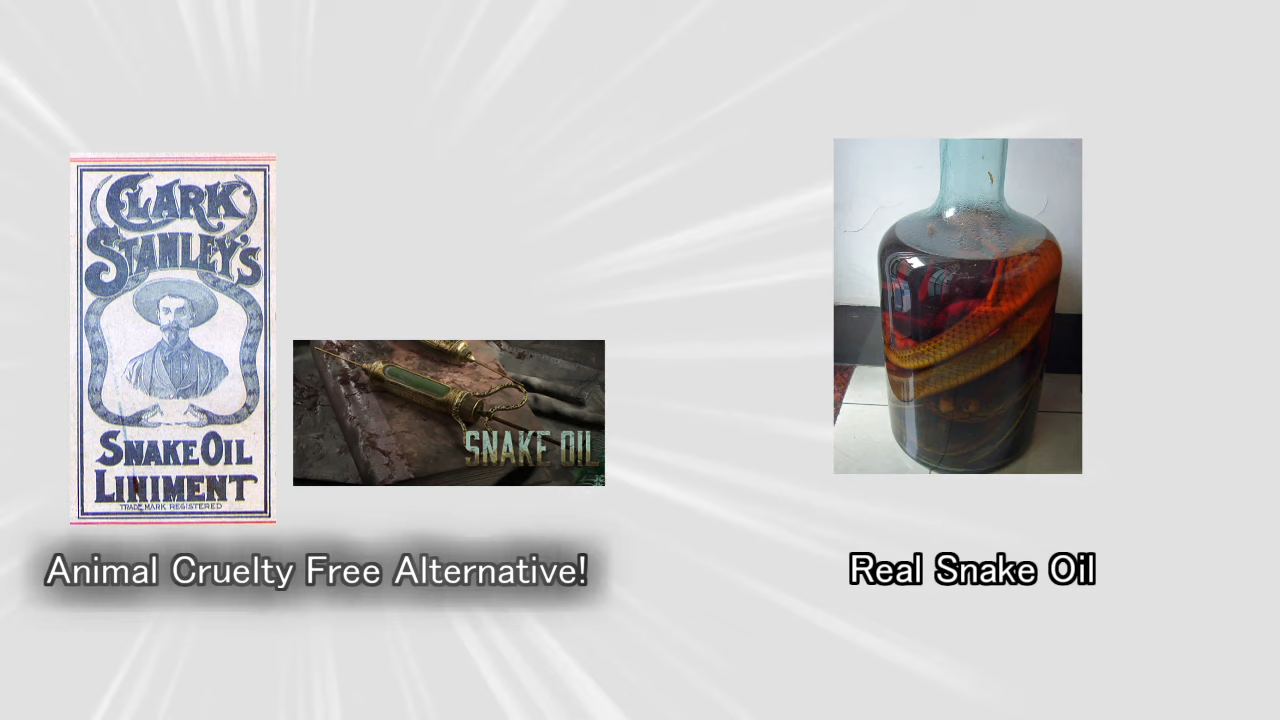 CLARK
STANLEY'S
SNAKE OIL
LINIMENT
TRADE MARK REGISTERED
SNAKE OIL
Animal Cruelty Free Alternative!
Real Snake Oil